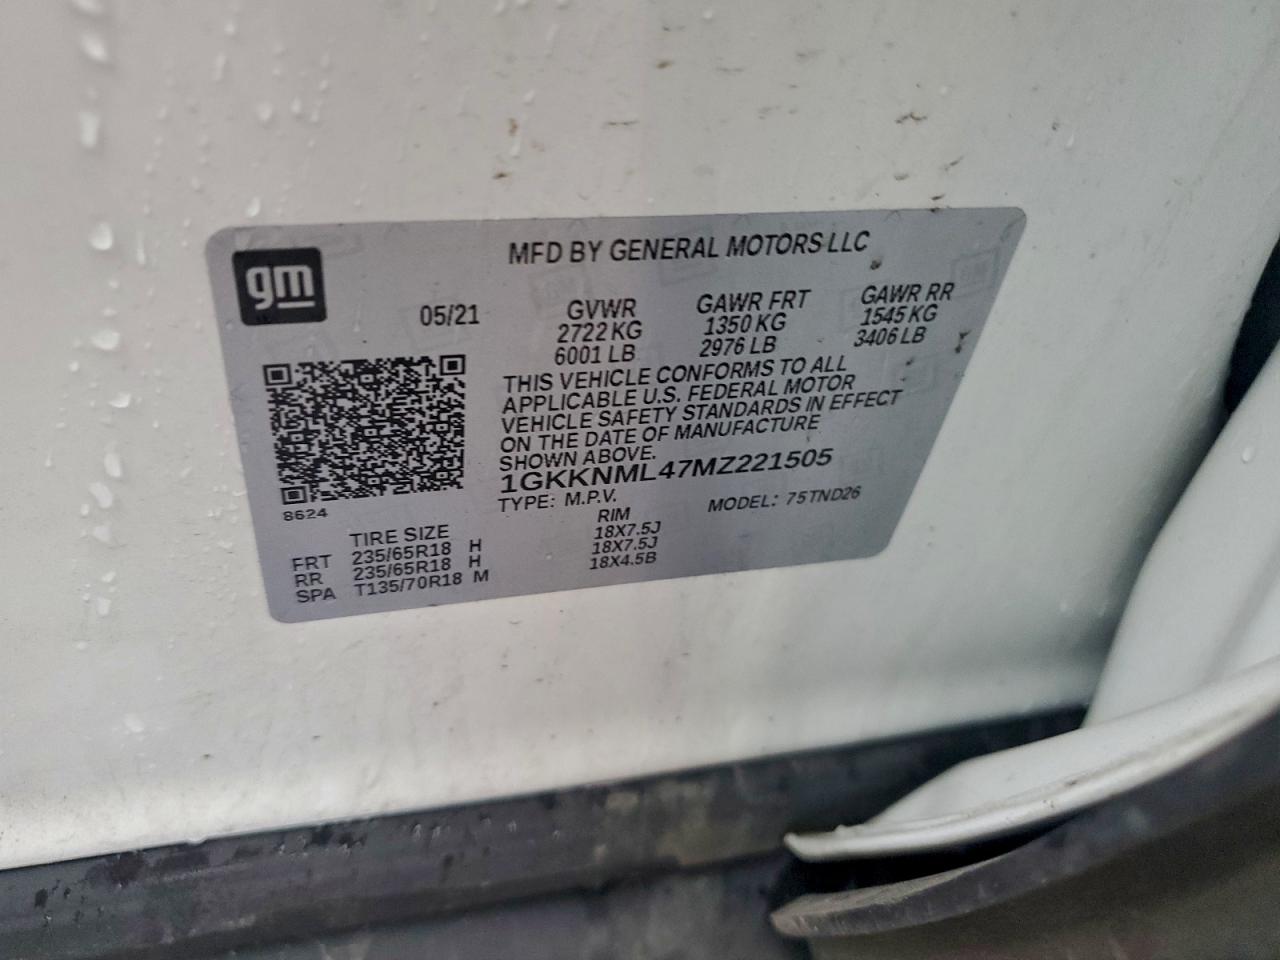 gm
MFD BY GENERAL MOTORS LLC
05/21 GVWR GAWR FRT GAWR RR
2722 KG 1350 KG 1545 KG
6001 LB 2976 LB 3406 LB
THIS VEHICLE CONFORMS TO ALL
APPLICABLE U.S. FEDERAL MOTOR
VEHICLE SAFETY STANDARDS IN EFFECT
ON THE DATE OF MANUFACTURE
SHOWN ABOVE.
1GKKNML47MZ221505
TYPE: M.P.V. MODEL: 75TND26
8624
TIRE SIZE RIM
FRT 235/65R18 H 18X7.5J
RR 235/65R18 H 18X7.5J
SPA T135/70R18 M 18X4.5B